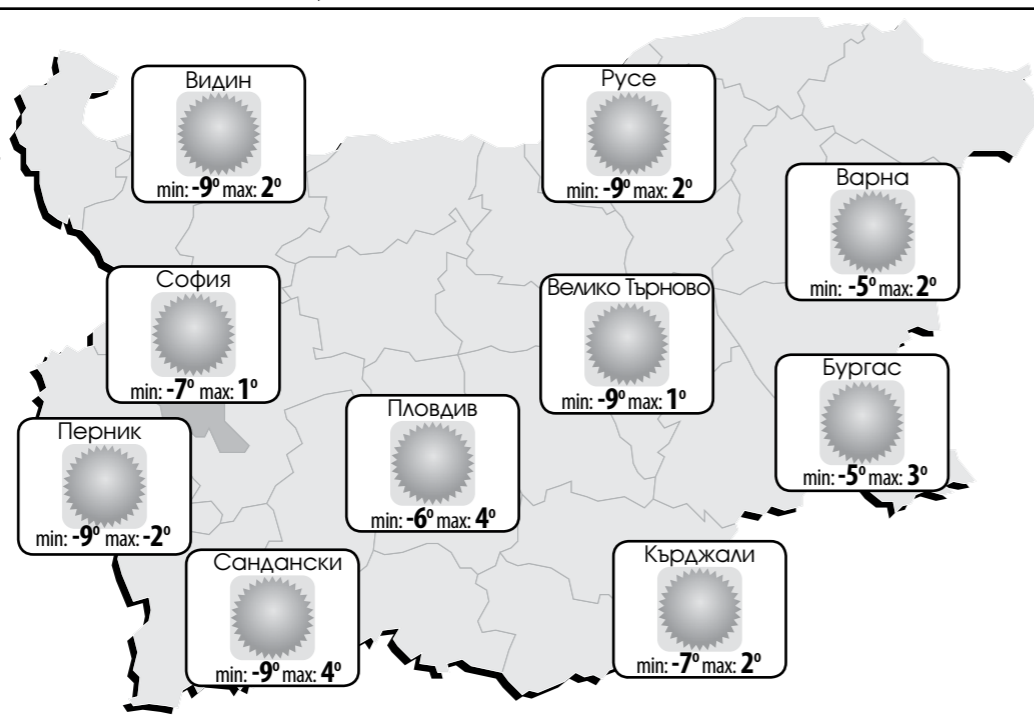 Видин
min: -9° max: 2°
Русе
min: -9° max: 2°
Варна
min: -5° max: 2°
София
min: -7° max: 1°
Велико Търново
min: -9° max: 1°
Бургас
min: -5° max: 3°
Пловдив
min: -6° max: 4°
Перник
min: -9° max: -2°
Сандански
min: -9° max: 4°
Кърджали
min: -7° max: 2°